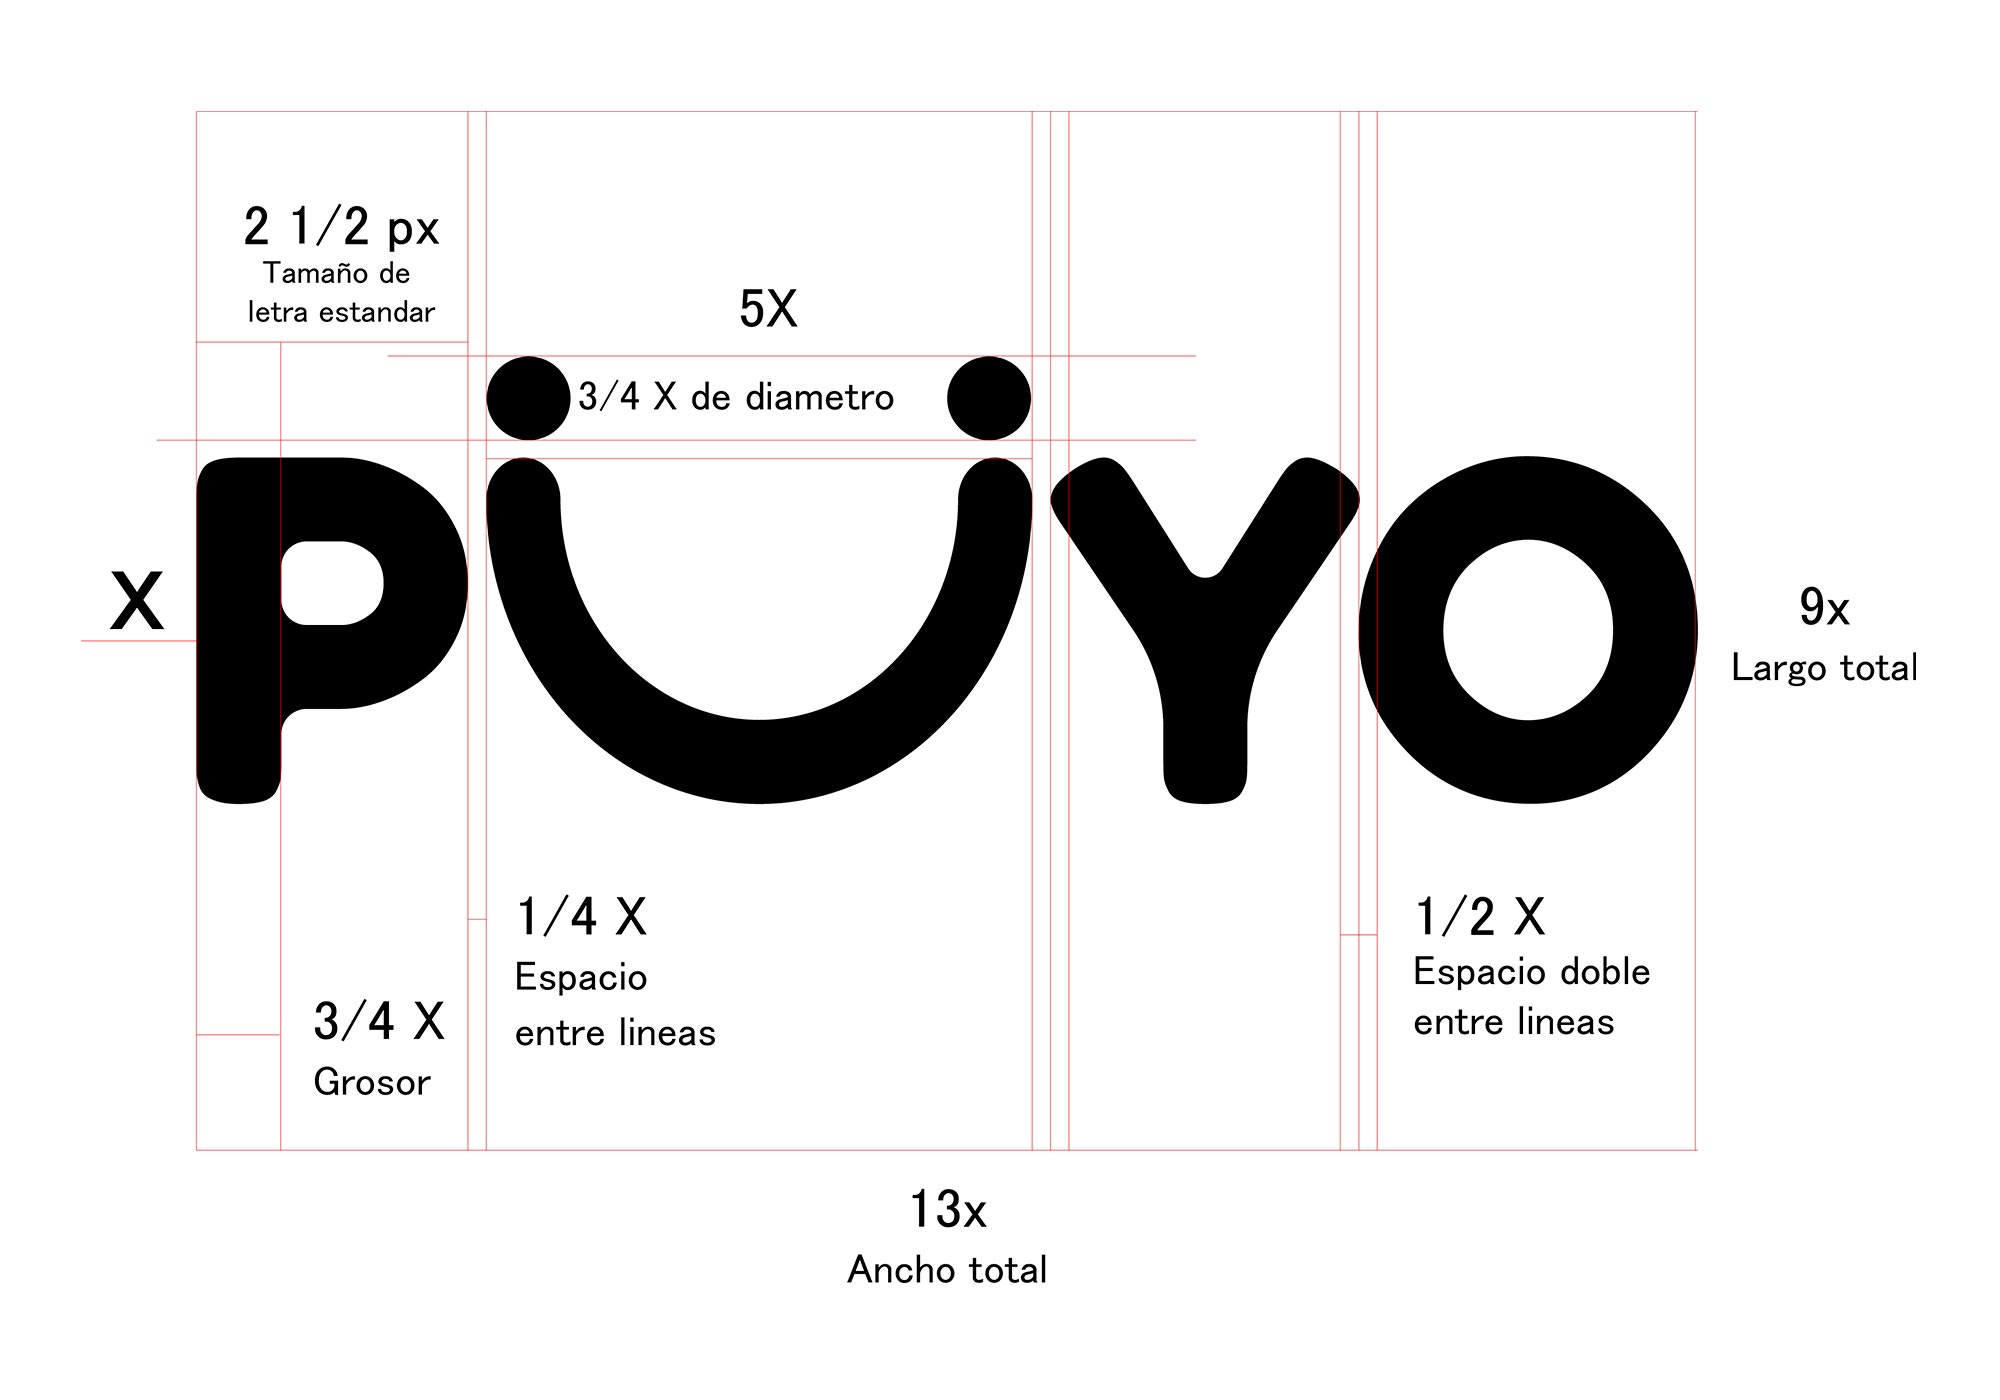 2 1/2 px
Tamaño de
letra estandar
5X
3/4 X de diametro
X
PÜYO
9x
Largo total
1/4 X
Espacio
entre lineas
1/2 X
Espacio doble
entre lineas
3/4 X
Grosor
13x
Ancho total